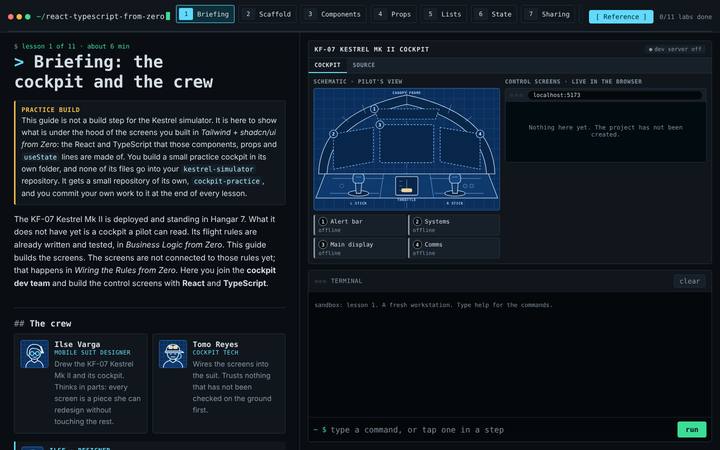 ~/react-typescript-from-zero
1 Briefing
2 Scaffold
3 Components
4 Props
5 Lists
6 State
7 Sharing
[ Reference ]
0/11 labs done
$ lesson 1 of 11 · about 6 min
> Briefing: the
cockpit and the crew
PRACTICE BUILD
This guide is not a build step for the Kestrel simulator. It is here to show
what is under the hood of the screens you built in Tailwind + shadcn/ui
from Zero: the React and TypeScript that those components, props and
useState lines are made of. You build a small practice cockpit in its
own folder, and none of its files go into your kestrel-simulator
repository. It gets a small repository of its own, cockpit-practice,
and you commit your own work to it at the end of every lesson.
The KF-07 Kestrel Mk II is deployed and standing in Hangar 7. What it
does not have yet is a cockpit a pilot can read. Its flight rules are
already written and tested, in Business Logic from Zero. This guide
builds the screens. The screens are not connected to those rules yet;
that happens in Wiring the Rules from Zero. Here you join the cockpit
dev team and build the control screens with React and TypeScript.
## The crew
Ilse Varga
MOBILE SUIT DESIGNER
Drew the KF-07 Kestrel
Mk II and its cockpit.
Thinks in parts: every
screen is a piece she can
redesign without
touching the rest.
Tomo Reyes
COCKPIT TECH
Wires the screens into
the suit. Trusts nothing
that has not been
checked on the ground
first.
ILSE · DESIGNER
KF-07 KESTREL MK II COCKPIT
dev server off
COCKPIT
SOURCE
SCHEMATIC · PILOT'S VIEW
CANOPY FRAME
1
2
3
4
L STICK
THROTTLE
R STICK
1 Alert bar
offline
2 Systems
offline
3 Main display
offline
4 Comms
offline
CONTROL SCREENS · LIVE IN THE BROWSER
localhost:5173
Nothing here yet. The project has not been
created.
TERMINAL
clear
sandbox: lesson 1. A fresh workstation. Type help for the commands.
~ $ type a command, or tap one in a step
run